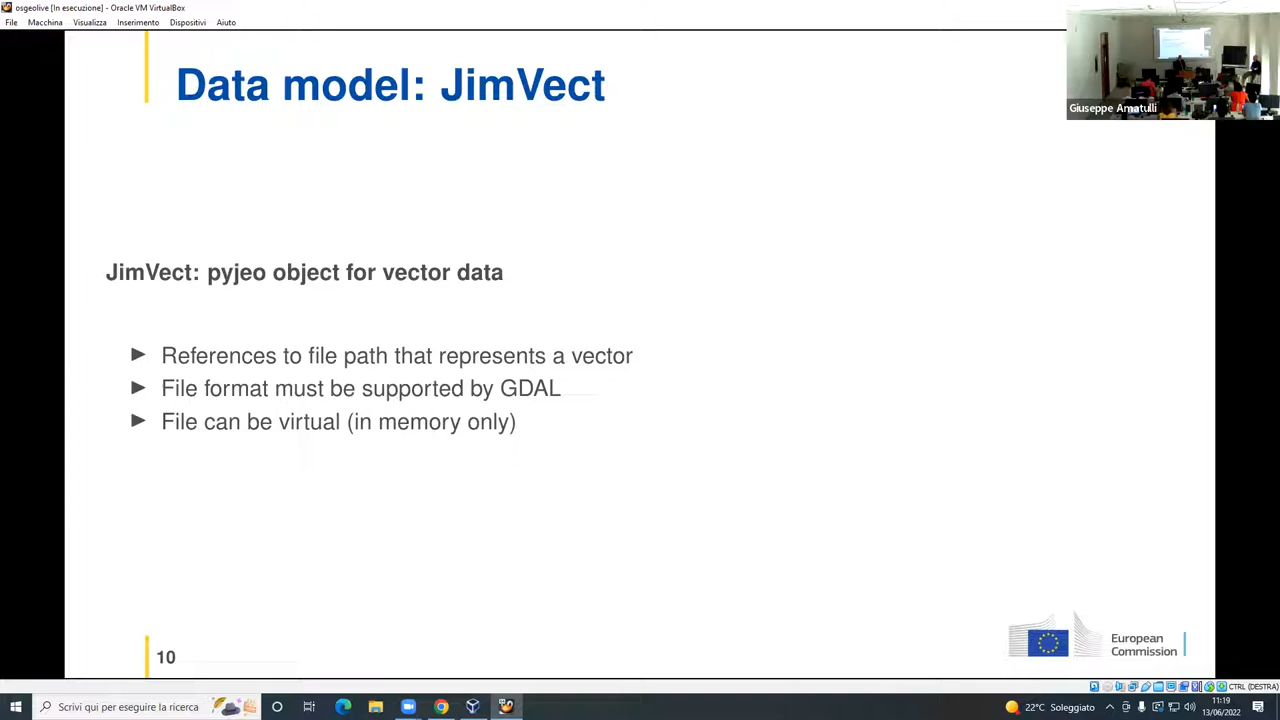 osgeolive [In esecuzione] - Oracle VM VirtualBox
File Macchina Visualizza Inserimento Dispositivi Aiuto
Giuseppe Amatulli
Data model: JimVect
JimVect: pyjeo object for vector data
▶ References to file path that represents a vector
▶ File format must be supported by GDAL
▶ File can be virtual (in memory only)
10
European
Commission
CTRL (DESTRA)
Scrivi qui per eseguire la ricerca
22°C Soleggiato
11:19
13/06/2022